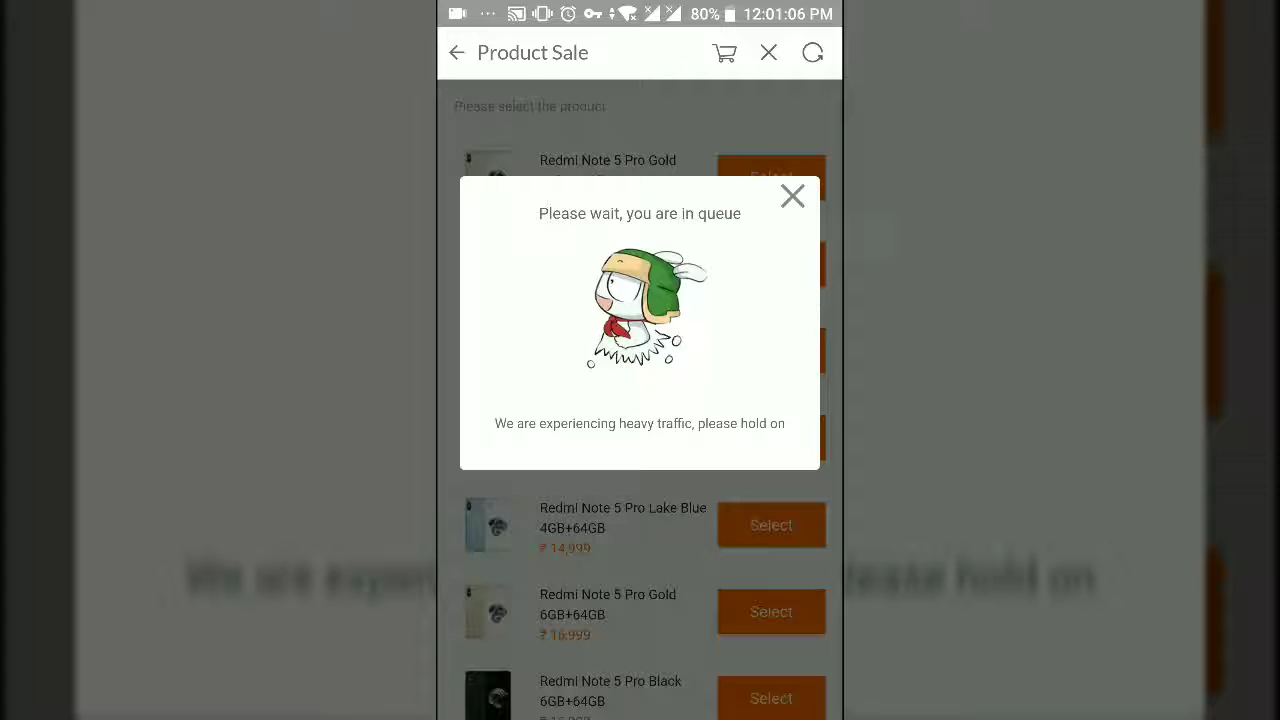 80% 12:01:06 PM
Product Sale
Please select the product
Redmi Note 5 Pro Gold
Select
Please wait, you are in queue
We are experiencing heavy traffic, please hold on
Redmi Note 5 Pro Lake Blue
4GB+64GB
₹ 14,999
Select
Redmi Note 5 Pro Gold
6GB+64GB
₹ 16,999
Select
Redmi Note 5 Pro Black
6GB+64GB
₹ 16,999
Select